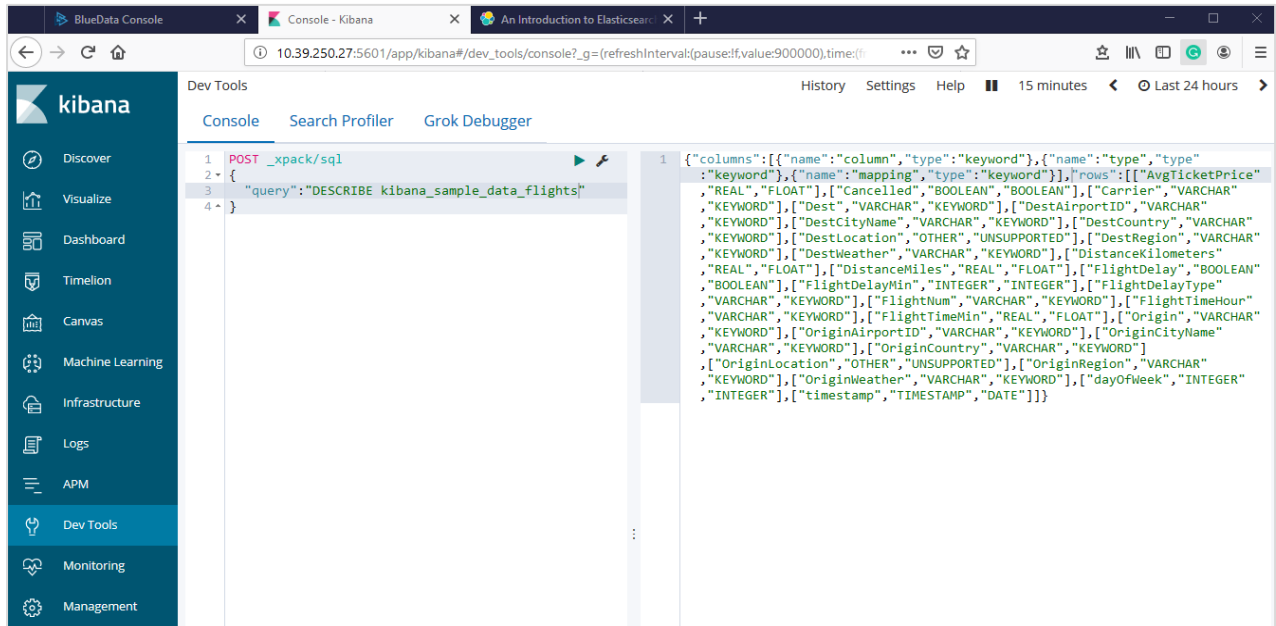 BlueData Console
Console - Kibana
An Introduction to Elasticsearc
10.39.250.27:5601/app/kibana#/dev_tools/console?_g=(refreshInterval:(pause:!f,value:900000),time:(fr
kibana
Discover
Visualize
Dashboard
Timelion
Canvas
Machine Learning
Infrastructure
Logs
APM
Dev Tools
Monitoring
Management
Dev Tools
History Settings Help 15 minutes Last 24 hours
Console Search Profiler Grok Debugger
1 POST _xpack/sql
2 {
3 "query":"DESCRIBE kibana_sample_data_flights"
4 }
1 {"columns":[{"name":"column","type":"keyword"},{"name":"type","type"
:"keyword"},{"name":"mapping","type":"keyword"}],"rows":[["AvgTicketPrice"
,"REAL","FLOAT"],["Cancelled","BOOLEAN","BOOLEAN"],["Carrier","VARCHAR"
,"KEYWORD"],["Dest","VARCHAR","KEYWORD"],["DestAirportID","VARCHAR"
,"KEYWORD"],["DestCityName","VARCHAR","KEYWORD"],["DestCountry","VARCHAR"
,"KEYWORD"],["DestLocation","OTHER","UNSUPPORTED"],["DestRegion","VARCHAR"
,"KEYWORD"],["DestWeather","VARCHAR","KEYWORD"],["DistanceKilometers"
,"REAL","FLOAT"],["DistanceMiles","REAL","FLOAT"],["FlightDelay","BOOLEAN"
,"BOOLEAN"],["FlightDelayMin","INTEGER","INTEGER"],["FlightDelayType"
,"VARCHAR","KEYWORD"],["FlightNum","VARCHAR","KEYWORD"],["FlightTimeHour"
,"VARCHAR","KEYWORD"],["FlightTimeMin","REAL","FLOAT"],["Origin","VARCHAR"
,"KEYWORD"],["OriginAirportID","VARCHAR","KEYWORD"],["OriginCityName"
,"VARCHAR","KEYWORD"],["OriginCountry","VARCHAR","KEYWORD"]
,["OriginLocation","OTHER","UNSUPPORTED"],["OriginRegion","VARCHAR"
,"KEYWORD"],["OriginWeather","VARCHAR","KEYWORD"],["dayOfWeek","INTEGER"
,"INTEGER"],["timestamp","TIMESTAMP","DATE"]]}